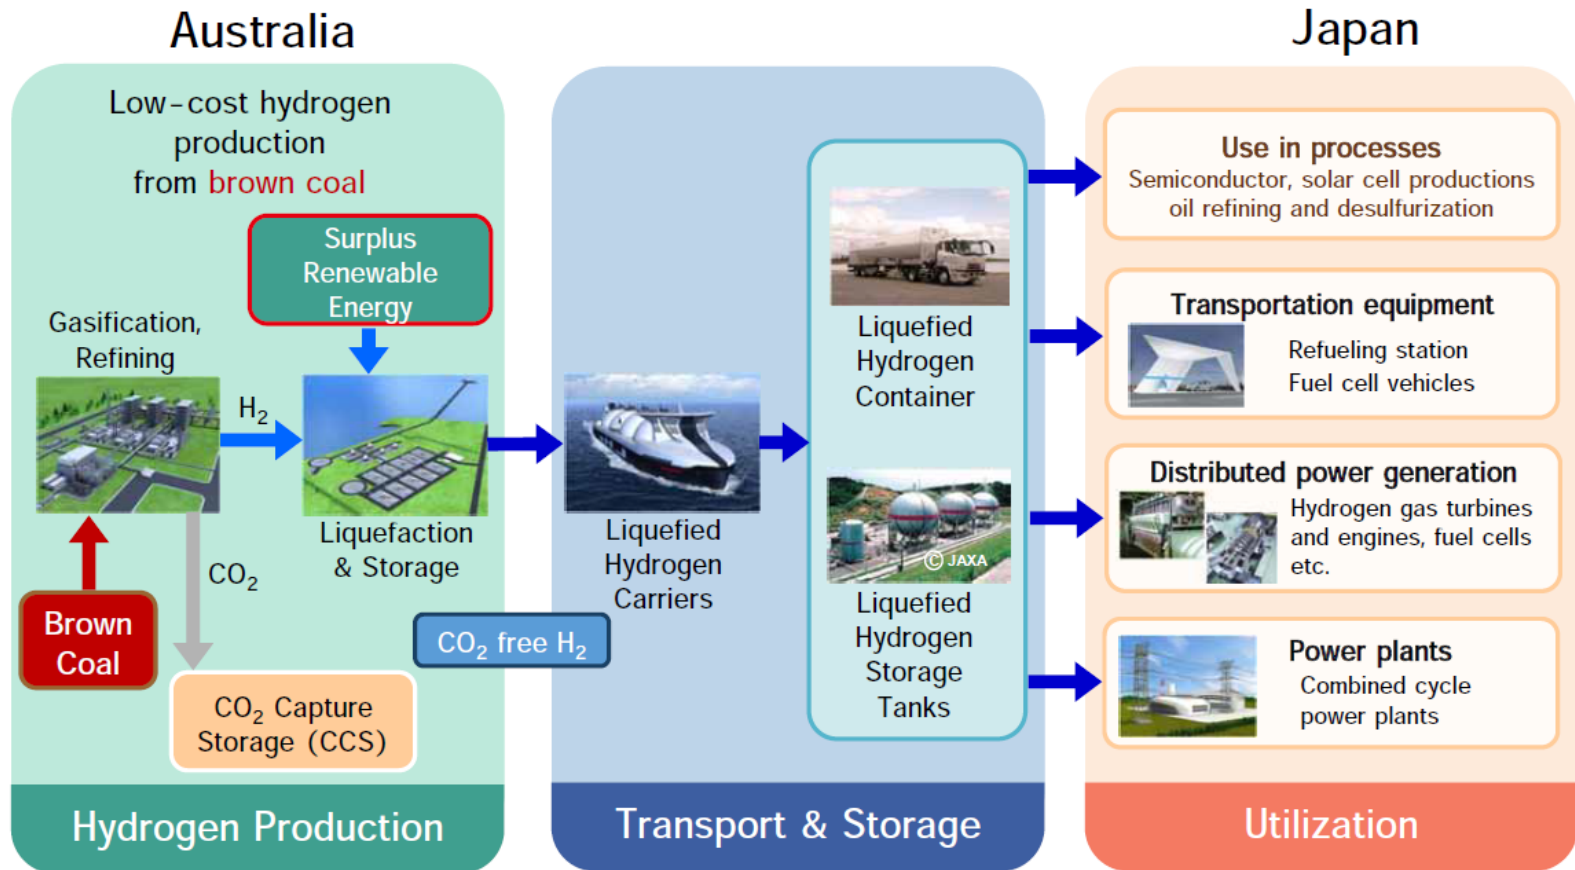 Australia
Low-cost hydrogen
production
from brown coal
Surplus
Renewable
Energy
Gasification,
Refining
H₂
Liquefaction
& Storage
CO₂
Brown
Coal
CO₂ Capture
Storage (CCS)
Hydrogen Production
CO₂ free H₂
Liquefied
Hydrogen
Carriers
Liquefied
Hydrogen
Container
© JAXA
Liquefied
Hydrogen
Storage
Tanks
Transport & Storage
Japan
Use in processes
Semiconductor, solar cell productions
oil refining and desulfurization
Transportation equipment
Refueling station
Fuel cell vehicles
Distributed power generation
Hydrogen gas turbines
and engines, fuel cells
etc.
Power plants
Combined cycle
power plants
Utilization